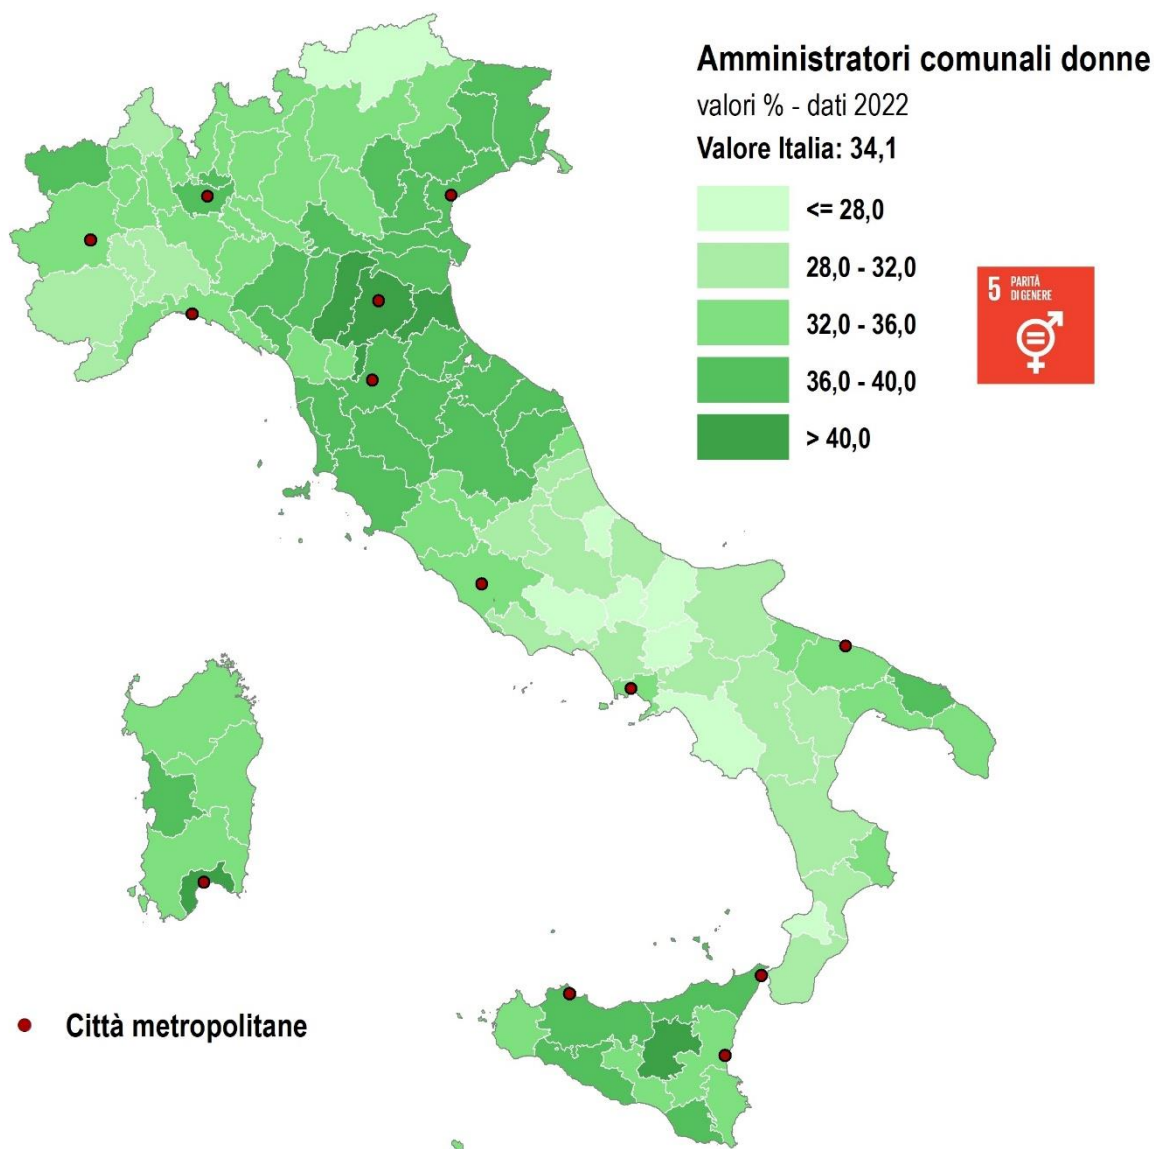 Amministratori comunali donne
valori % - dati 2022
Valore Italia: 34,1
<= 28,0
28,0 - 32,0
32,0 - 36,0
36,0 - 40,0
> 40,0
5 PARITÀ
DI GENERE
Città metropolitane